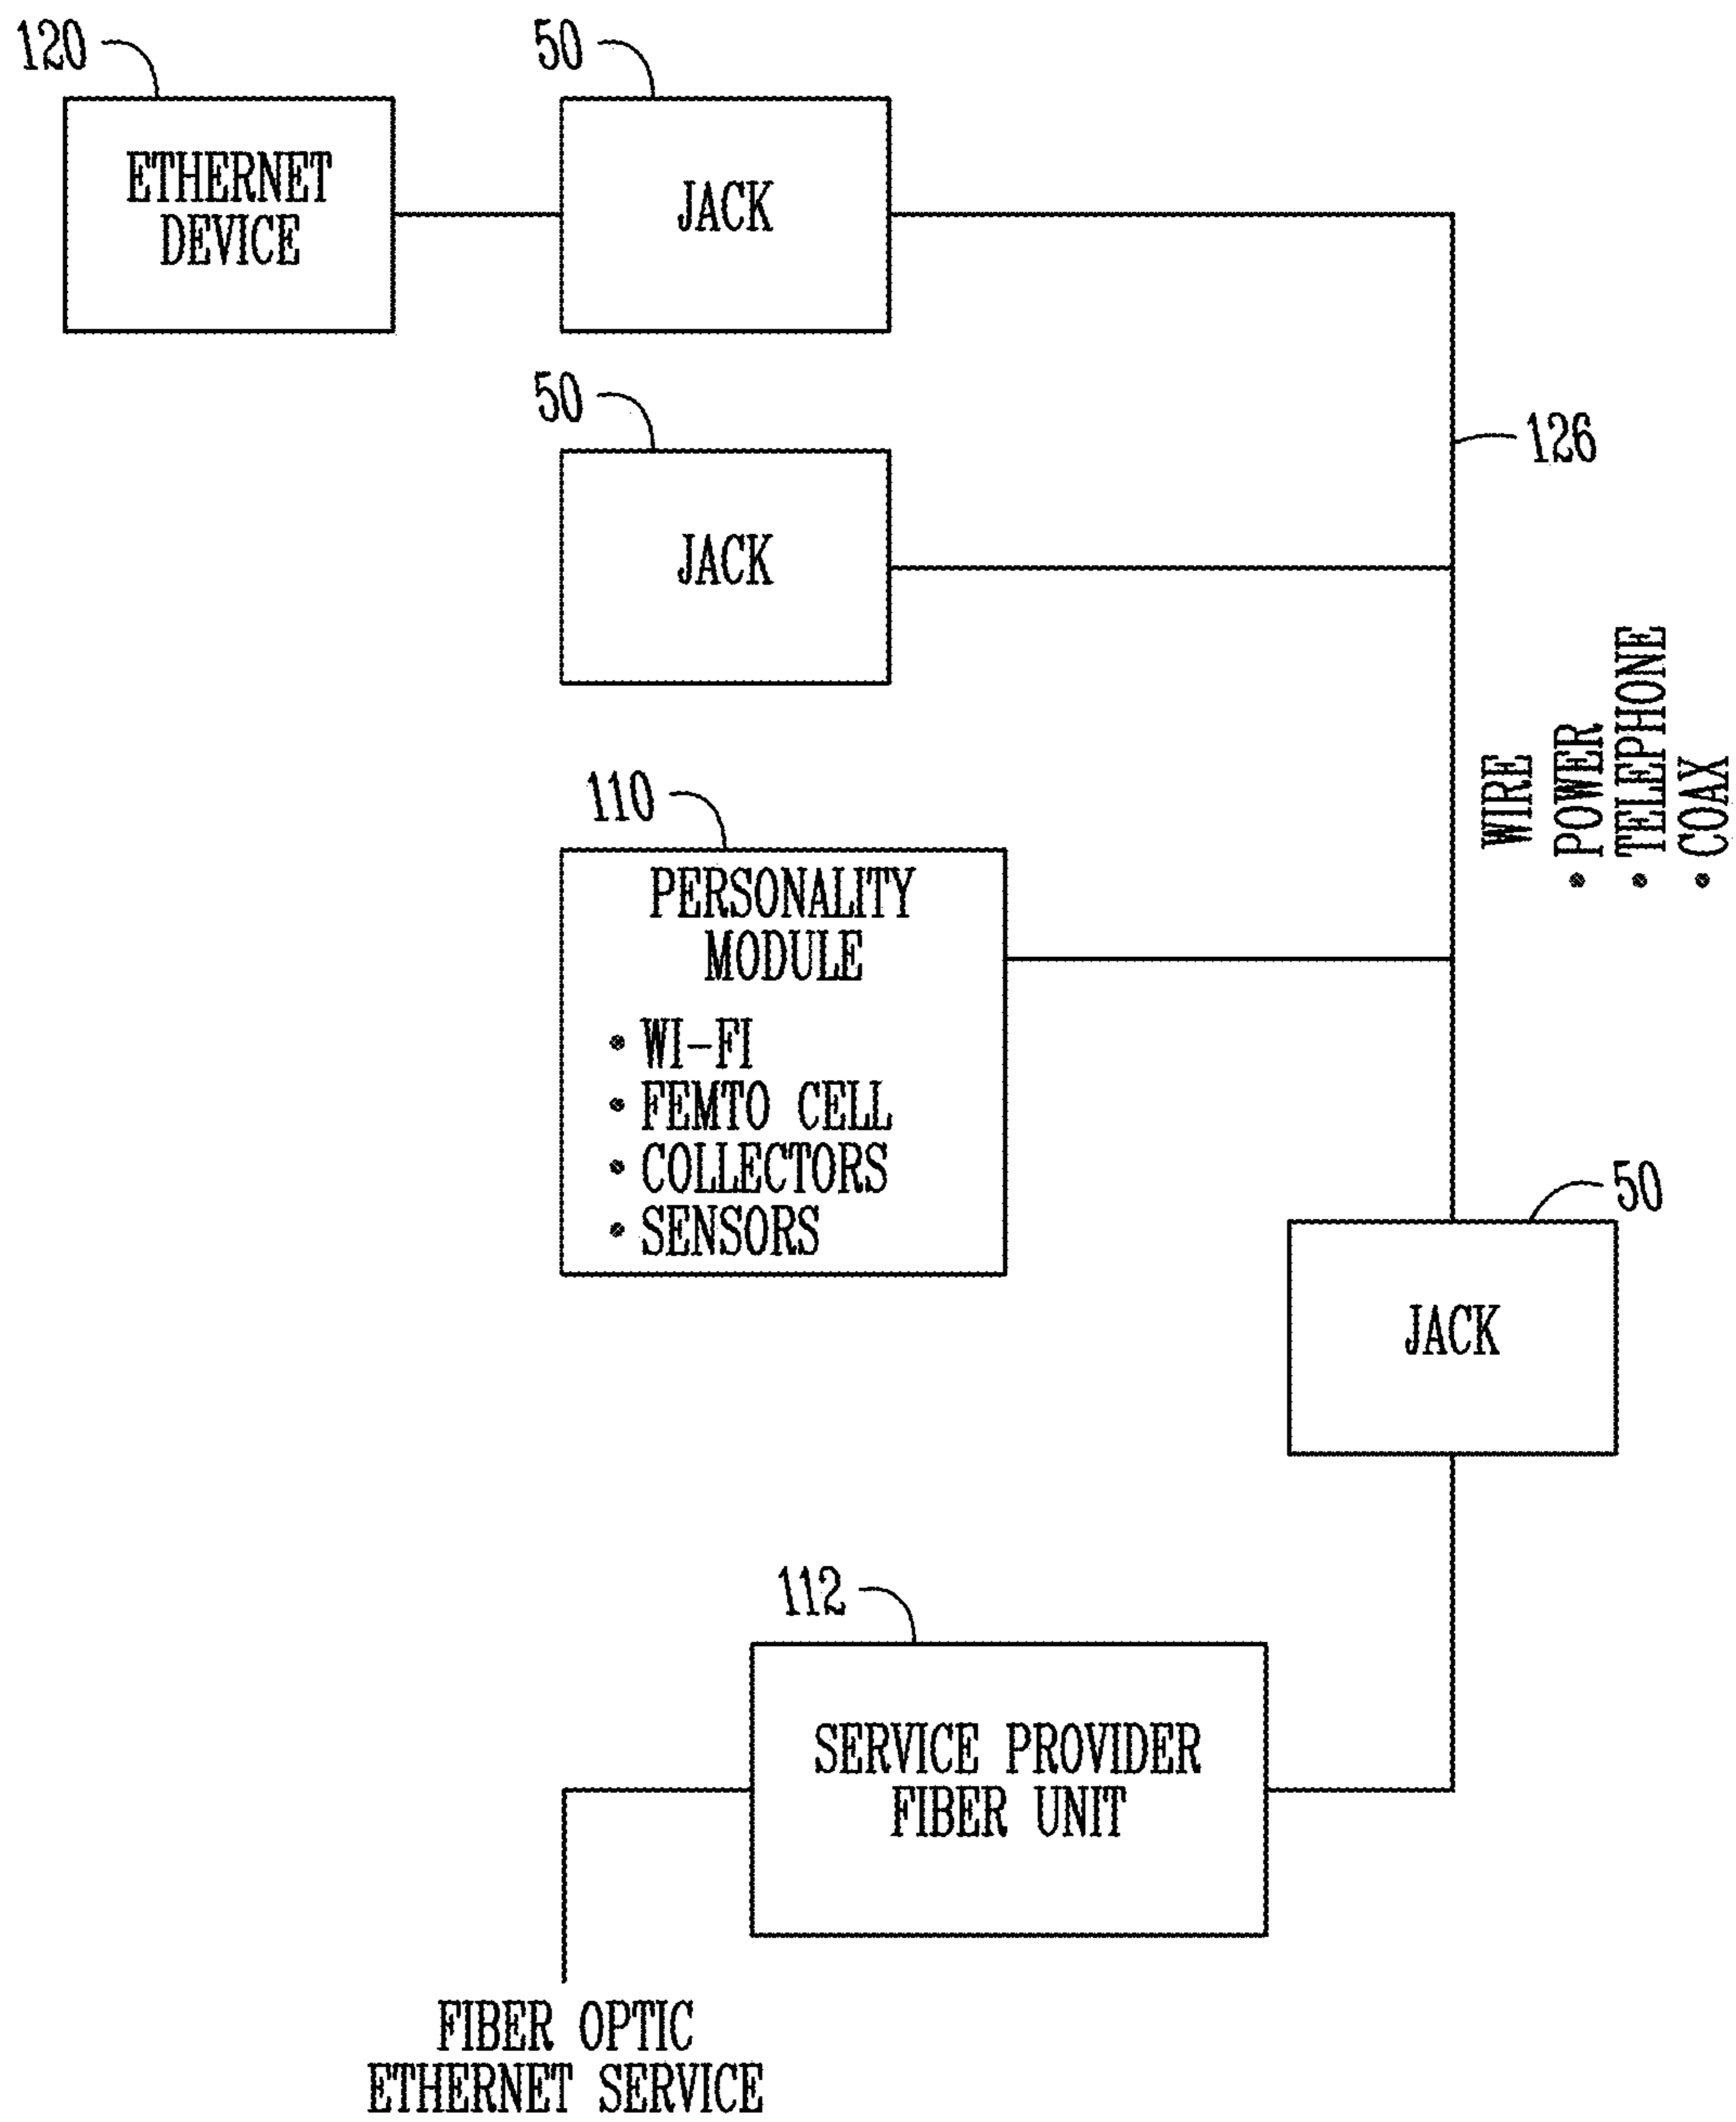 120
50
ETHERNET
DEVICE
JACK
50
JACK
126
WIRE
• POWER
• TELEPHONE
• COAX
110
PERSONALITY
MODULE
• WI-FI
• FEMTO CELL
• COLLECTORS
• SENSORS
50
JACK
112
SERVICE PROVIDER
FIBER UNIT
FIBER OPTIC
ETHERNET SERVICE